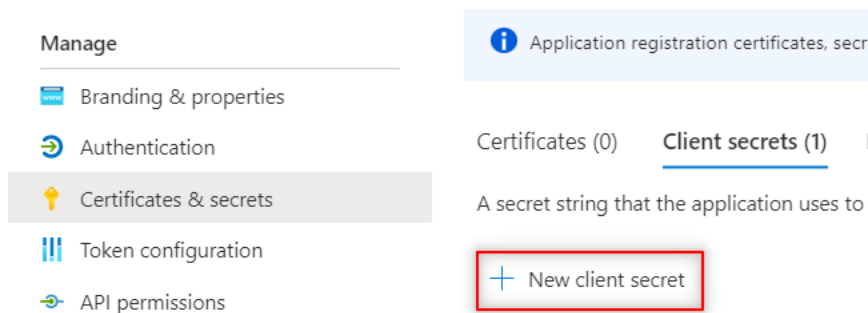 Manage
www
Branding & properties
Authentication
Certificates & secrets
Token configuration
API permissions
Application registration certificates, secr
Certificates (0)
Client secrets (1)
A secret string that the application uses to
New client secret